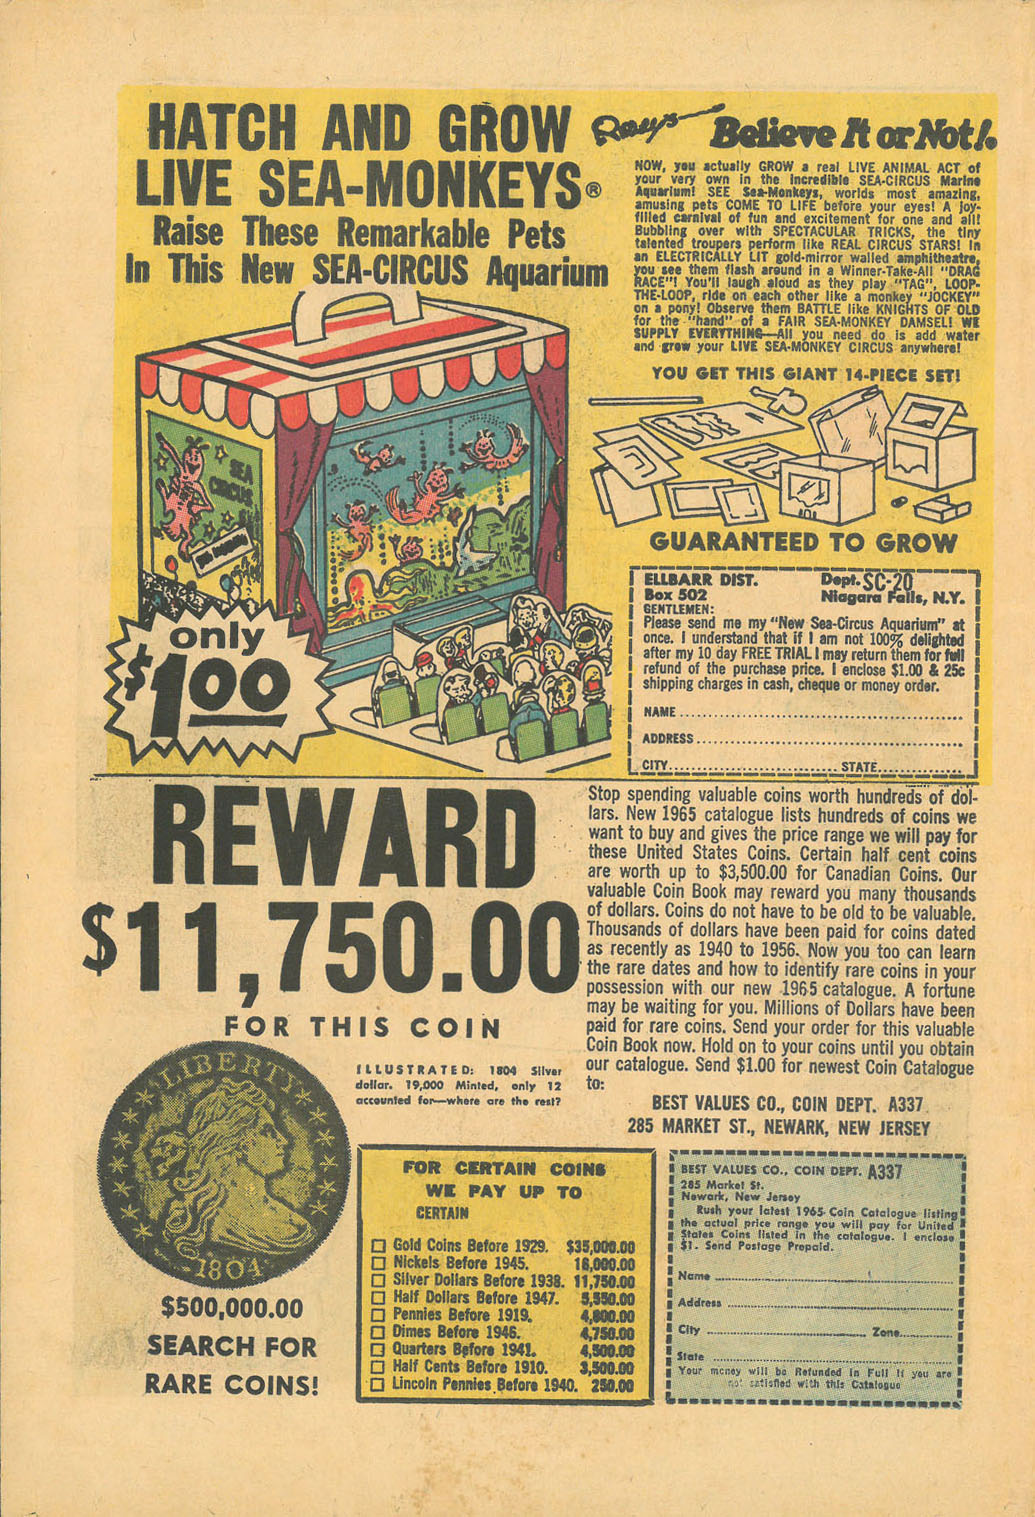 HATCH AND GROW
LIVE SEA-MONKEYS®
Raise These Remarkable Pets
In This New SEA-CIRCUS Aquarium
SEA
CIRCUS
only
$1.00
Ripley's
Believe It or Not!®
NOW, you actually GROW a real LIVE ANIMAL ACT of
your very own in the Incredible SEA-CIRCUS Marine
Aquarium! SEE Sea-Monkeys, worlds most amazing,
amusing pets COME TO LIFE before your eyes! A joy-
filled carnival of fun and excitement for one and all!
Bubbling over with SPECTACULAR TRICKS, the tiny
talented troupers perform like REAL CIRCUS STARS! In
an ELECTRICALLY LIT gold-mirror walled amphitheatre,
you see them flash around in a Winner-Take-All "DRAG
RACE"! You'll laugh aloud as they play "TAG", LOOP-
THE-LOOP, ride on each other like a monkey "JOCKEY"
on a pony! Observe them BATTLE like KNIGHTS OF OLD
for the "hand" of a FAIR SEA-MONKEY DAMSEL! WE
SUPPLY EVERYTHING—All you need do is add water
and grow your LIVE SEA-MONKEY CIRCUS anywhere!
YOU GET THIS GIANT 14-PIECE SET!
GUARANTEED TO GROW
ELLBARR DIST. Dept. SC-20
Box 502 Niagara Falls, N.Y.
GENTLEMEN:
Please send me my "New Sea-Circus Aquarium" at
once. I understand that if I am not 100% delighted
after my 10 day FREE TRIAL I may return them for full
refund of the purchase price. I enclose $1.00 & 25c
shipping charges in cash, cheque or money order.
NAME
ADDRESS
CITY STATE
REWARD
$11,750.00
FOR THIS COIN
ILLUSTRATED: 1804 Silver
dollar. 19,000 Minted, only 12
accounted for—where are the rest?
LIBERTY
1804
$500,000.00
SEARCH FOR
RARE COINS!
Stop spending valuable coins worth hundreds of dol-
lars. New 1965 catalogue lists hundreds of coins we
want to buy and gives the price range we will pay for
these United States Coins. Certain half cent coins
are worth up to $3,500.00 for Canadian Coins. Our
valuable Coin Book may reward you many thousands
of dollars. Coins do not have to be old to be valuable.
Thousands of dollars have been paid for coins dated
as recently as 1940 to 1956. Now you too can learn
the rare dates and how to identify rare coins in your
possession with our new 1965 catalogue. A fortune
may be waiting for you. Millions of Dollars have been
paid for rare coins. Send your order for this valuable
Coin Book now. Hold on to your coins until you obtain
our catalogue. Send $1.00 for newest Coin Catalogue
to:
BEST VALUES CO., COIN DEPT. A337
285 MARKET ST., NEWARK, NEW JERSEY
FOR CERTAIN COINS
WE PAY UP TO
CERTAIN
Gold Coins Before 1929. $35,000.00
Nickels Before 1945. 16,000.00
Silver Dollars Before 1938. 11,750.00
Half Dollars Before 1947. 5,550.00
Pennies Before 1919. 4,800.00
Dimes Before 1946. 4,750.00
Quarters Before 1941. 4,500.00
Half Cents Before 1910. 3,500.00
Lincoln Pennies Before 1940. 250.00
BEST VALUES CO., COIN DEPT. A337
285 Market St.
Newark, New Jersey
Rush your latest 1965 Coin Catalogue listing
the actual price range you will pay for United
States Coins listed in the catalogue. I enclose
$1. Send Postage Prepaid.
Name
Address
City Zone
State
Your money will be Refunded in Full if you are
not satisfied with this Catalogue